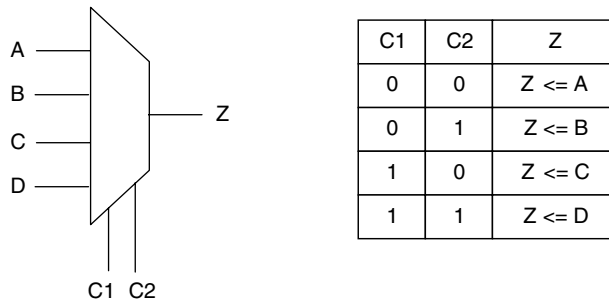 A
B
C
D
Z
C1 C2
C1 C2 Z
0 0 Z <= A
0 1 Z <= B
1 0 Z <= C
1 1 Z <= D